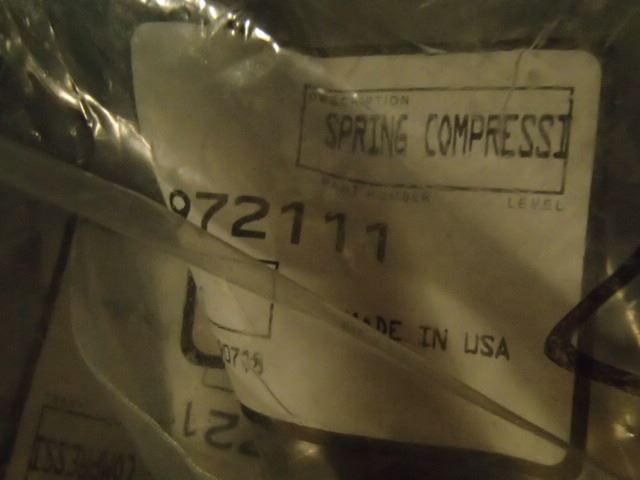 DESCRIPTION
SPRING COMPRESSI
PART NUMBER
LEVEL
972111
MADE IN USA